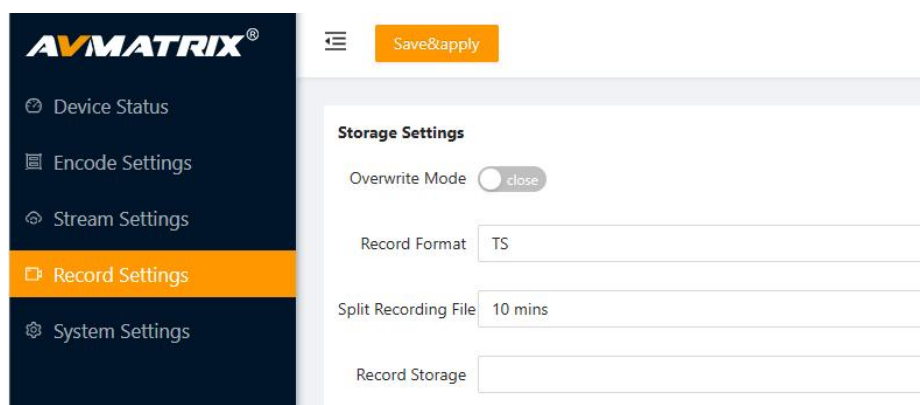 AVMATRIX®
Save&apply
Device Status
Encode Settings
Stream Settings
Record Settings
System Settings
Storage Settings
Overwrite Mode close
Record Format TS
Split Recording File 10 mins
Record Storage